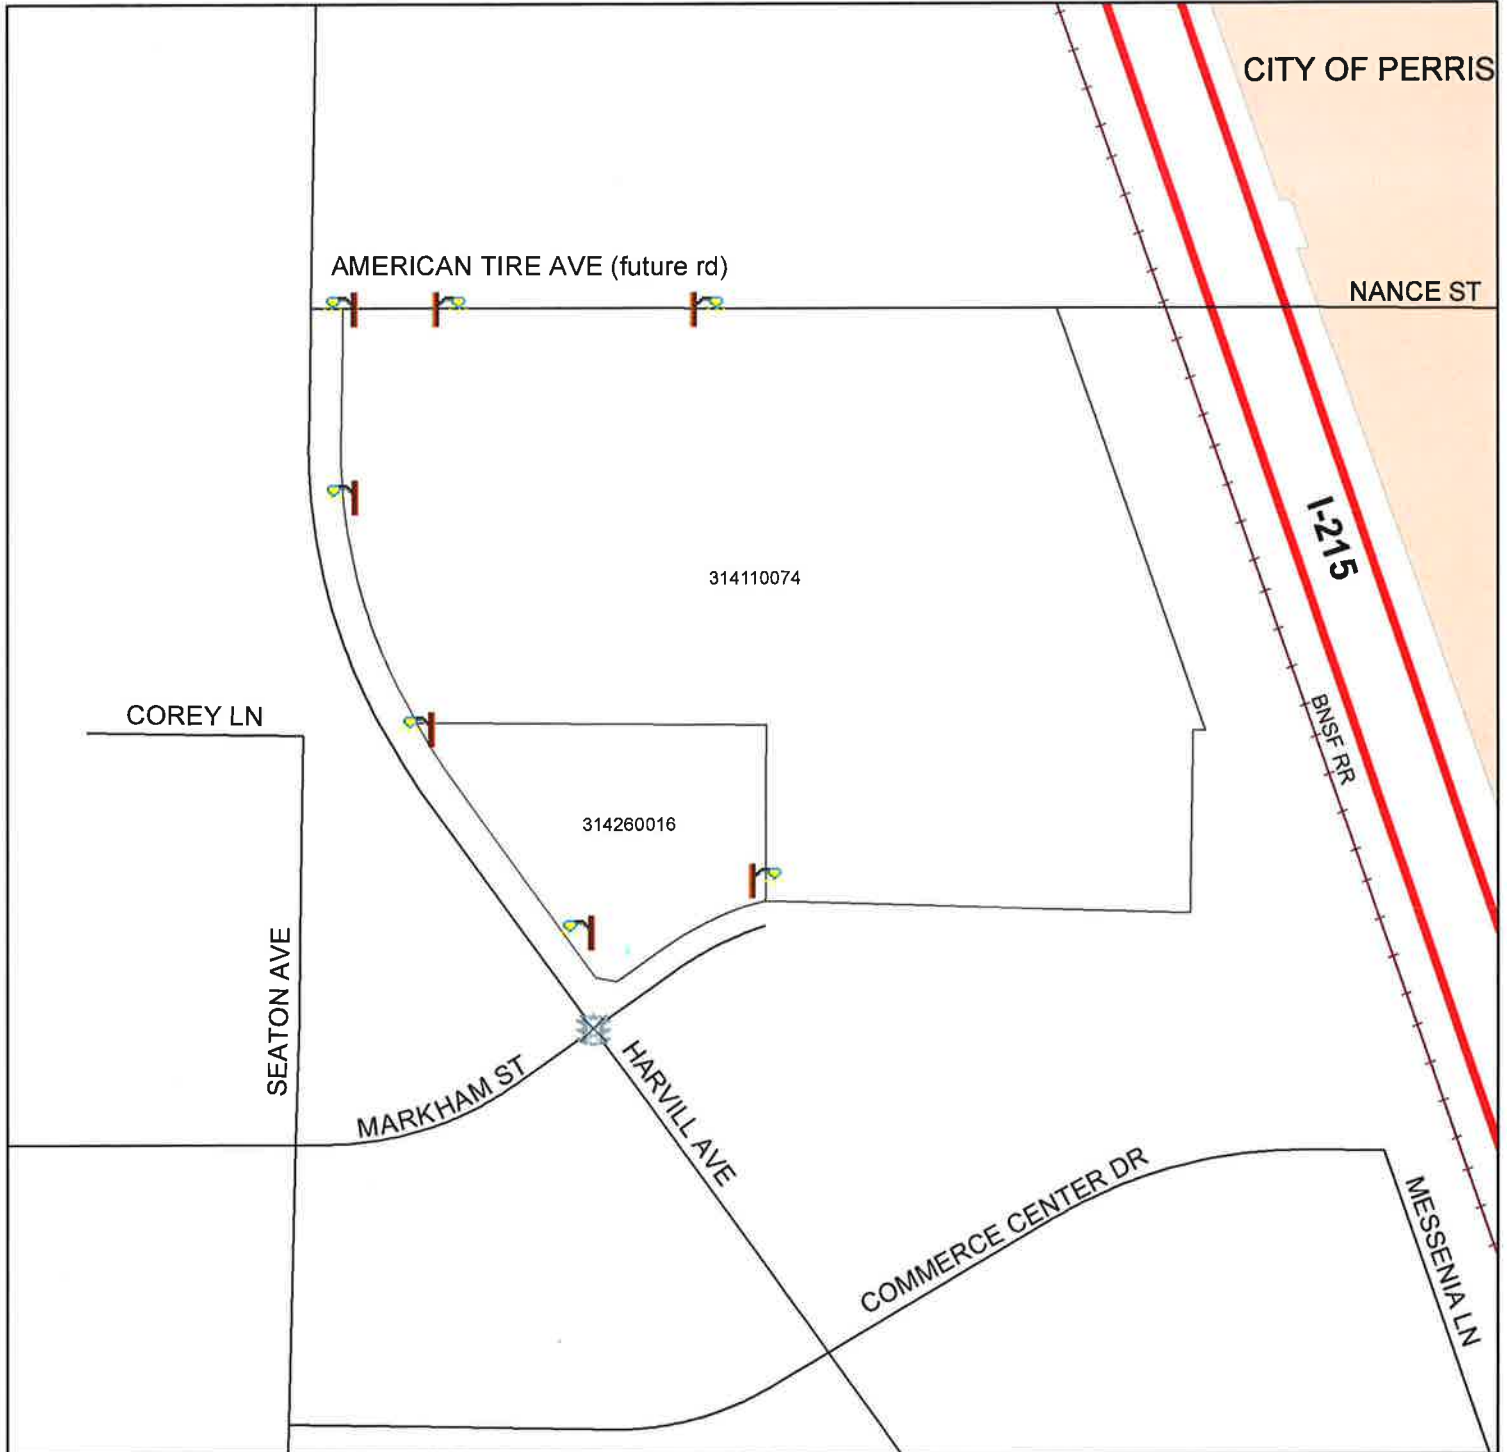 CITY OF PERRIS
AMERICAN TIRE AVE (future rd)
NANCE ST
I-215
314110074
BNSF RR
COREY LN
314260016
SEATON AVE
MARKHAM ST
HARVILL AVE
COMMERCE CENTER DR
MESSENIA LN